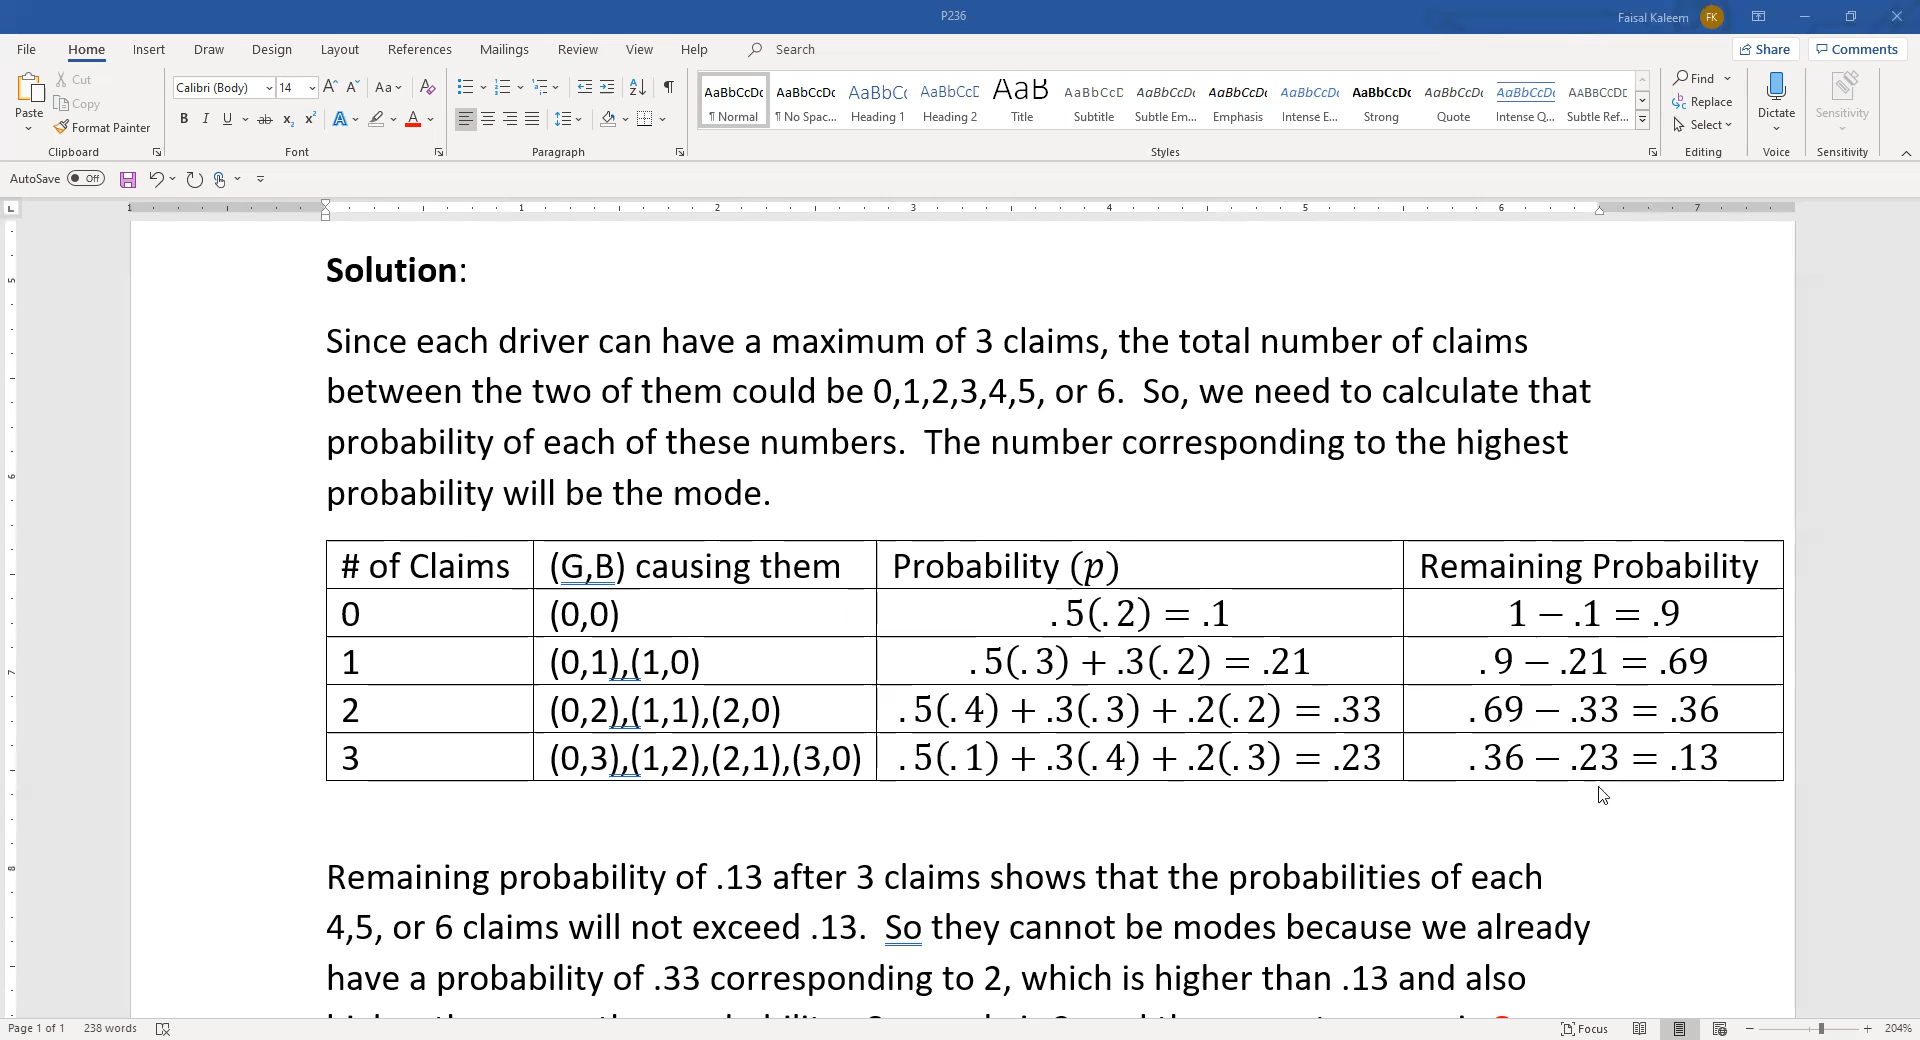 P236
Faisal Kaleem FK
File Home Insert Draw Design Layout References Mailings Review View Help Search Share Comments
Paste Cut Copy Format Painter
Calibri (Body) 14
AaBbCcDc ¶ Normal
AaBbCcDc ¶ No Spac...
AaBbCc Heading 1
AaBbCcD Heading 2
AaB Title
AaBbCcD Subtitle
AaBbCcDc Subtle Em...
AaBbCcDc Emphasis
AaBbCcDc Intense E...
AaBbCcDc Strong
AaBbCcDc Quote
AaBbCcDc Intense Q...
AABBCCDC Subtle Ref...
Find Replace Select
Dictate Sensitivity
Clipboard Font Paragraph Styles Editing Voice Sensitivity
AutoSave Off
1 1 2 3 4 5 6 7
Solution:
Since each driver can have a maximum of 3 claims, the total number of claims
between the two of them could be 0,1,2,3,4,5, or 6. So, we need to calculate that
probability of each of these numbers. The number corresponding to the highest
probability will be the mode.
# of Claims (G,B) causing them Probability (p) Remaining Probability
0 (0,0) .5(.2) = .1 1 − .1 = .9
1 (0,1),(1,0) .5(.3) + .3(.2) = .21 .9 − .21 = .69
2 (0,2),(1,1),(2,0) .5(.4) + .3(.3) + .2(.2) = .33 .69 − .33 = .36
3 (0,3),(1,2),(2,1),(3,0) .5(.1) + .3(.4) + .2(.3) = .23 .36 − .23 = .13
Remaining probability of .13 after 3 claims shows that the probabilities of each
4,5, or 6 claims will not exceed .13. So they cannot be modes because we already
have a probability of .33 corresponding to 2, which is higher than .13 and also
Page 1 of 1 238 words Focus 204%